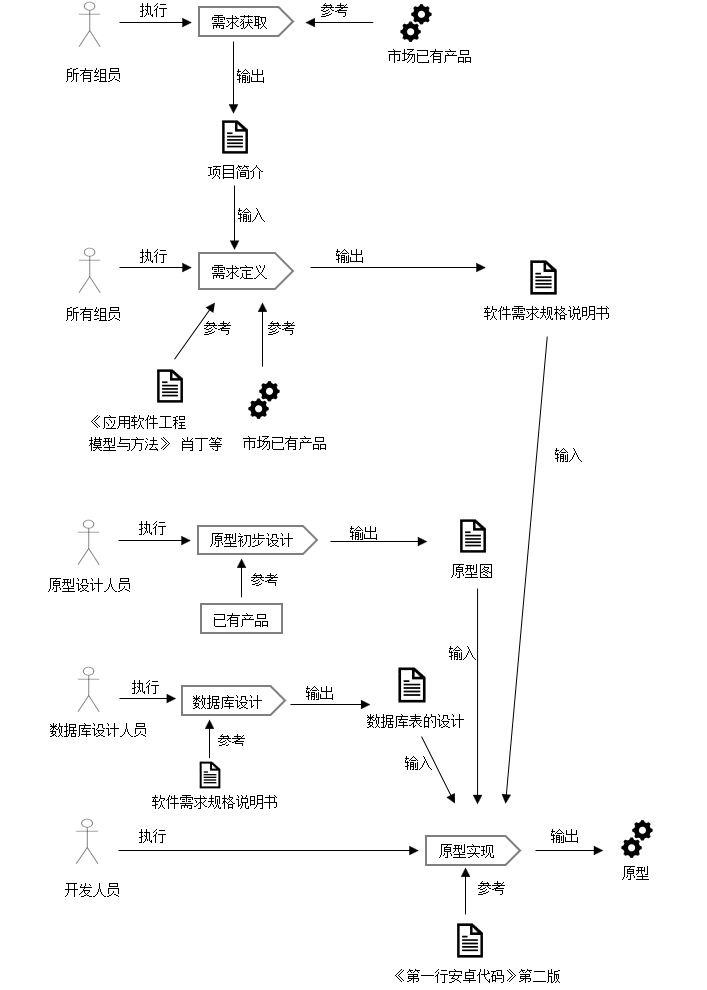 执行
需求获取
参考
所有组员
市场已有产品
输出
项目简介
输入
执行
需求定义
输出
所有组员
软件需求规格说明书
参考
参考
《应用软件工程
模型与方法》 肖丁等
市场已有产品
输入
执行
原型初步设计
输出
原型设计人员
原型图
参考
已有产品
输入
执行
数据库设计
输出
数据库设计人员
数据库表的设计
参考
输入
软件需求规格说明书
执行
原型实现
输出
开发人员
原型
参考
《第一行安卓代码》第二版